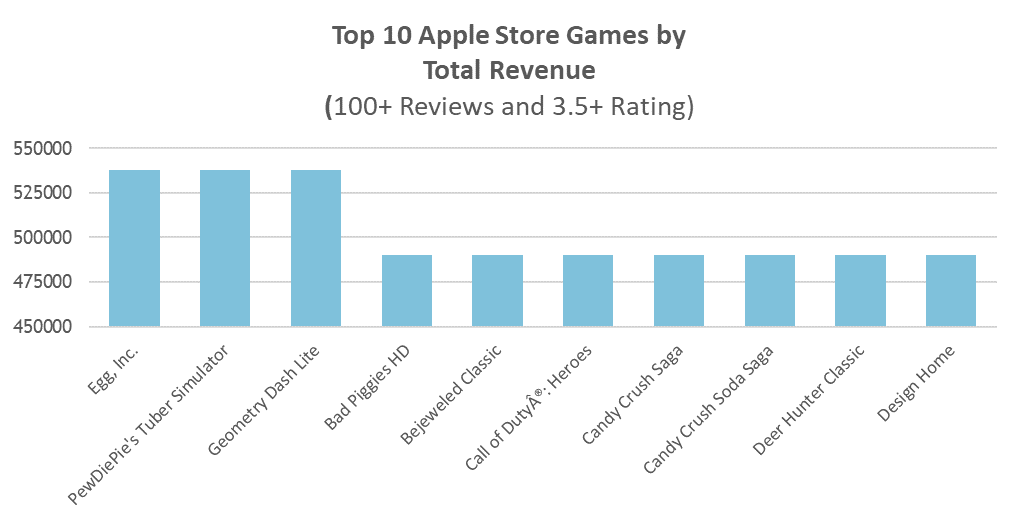 Top 10 Apple Store Games by
Total Revenue
(100+ Reviews and 3.5+ Rating)
550000
525000
500000
475000
450000
Egg, Inc.
PewDiePie's Tuber Simulator
Geometry Dash Lite
Bad Piggies HD
Bejeweled Classic
Call of DutyÂ®: Heroes
Candy Crush Saga
Candy Crush Soda Saga
Deer Hunter Classic
Design Home